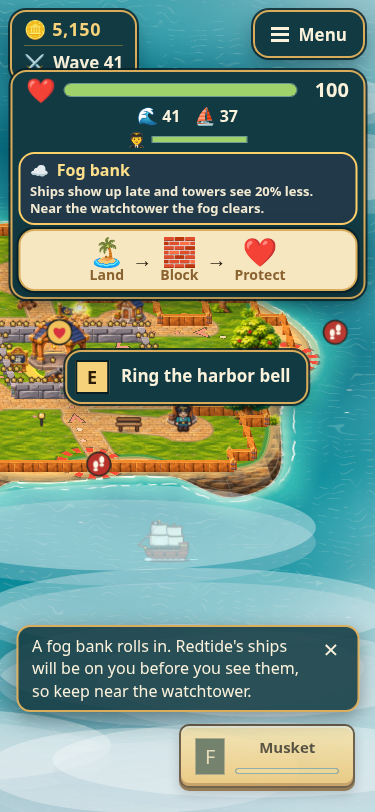 5,150
Wave 41
Menu
100
41 37
Fog bank
Ships show up late and towers see 20% less.
Near the watchtower the fog clears.
Land → Block → Protect
E Ring the harbor bell
A fog bank rolls in. Redtide's ships
will be on you before you see them,
so keep near the watchtower.
F Musket